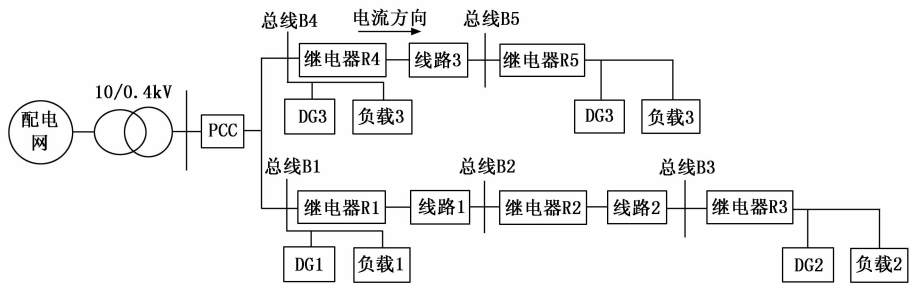 总线B4
电流方向
总线B5
继电器R4
线路3
继电器R5
10/0.4kV
配电
网
PCC
DG3
负载3
DG3
负载3
总线B1
总线B2
总线B3
继电器R1
线路1
继电器R2
线路2
继电器R3
DG1
负载1
DG2
负载2